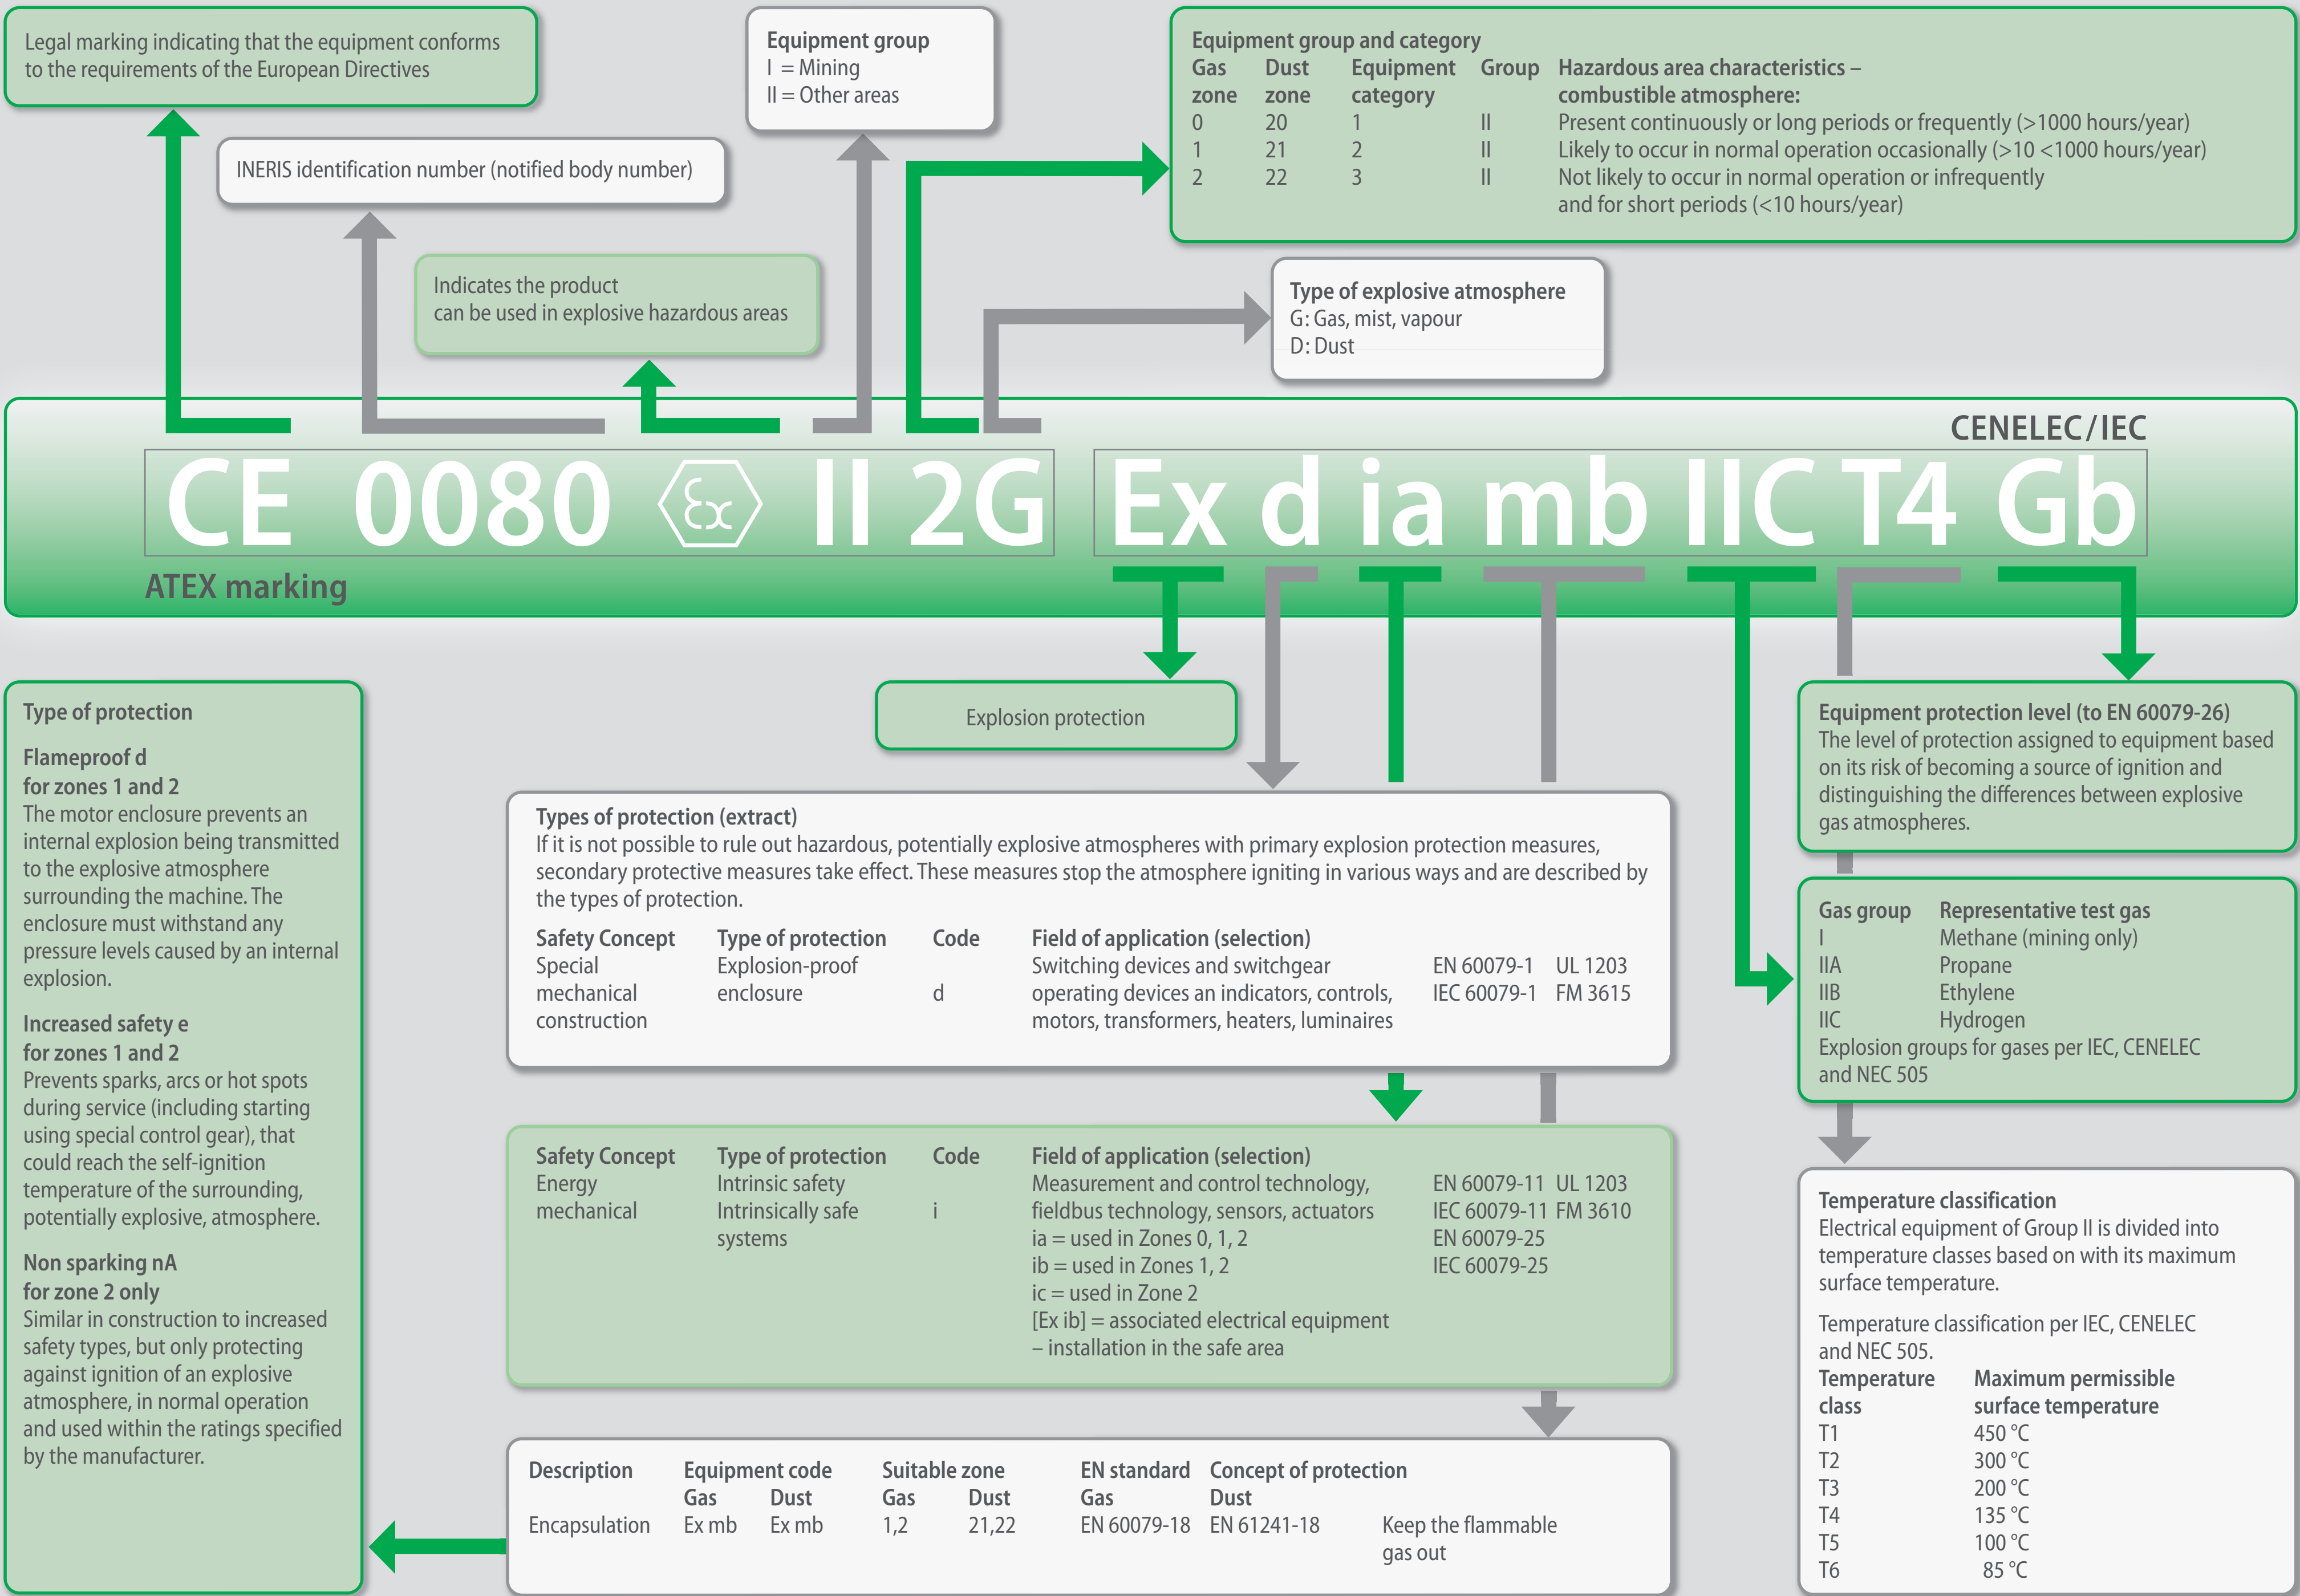 Legal marking indicating that the equipment conforms
to the requirements of the European Directives
INERIS identification number (notified body number)
Indicates the product
can be used in explosive hazardous areas
Equipment group
I = Mining
II = Other areas
Equipment group and category
Gas Dust Equipment Group Hazardous area characteristics –
zone zone category combustible atmosphere:
0 20 1 II Present continuously or long periods or frequently (>1000 hours/year)
1 21 2 II Likely to occur in normal operation occasionally (>10 <1000 hours/year)
2 22 3 II Not likely to occur in normal operation or infrequently
and for short periods (<10 hours/year)
Type of explosive atmosphere
G: Gas, mist, vapour
D: Dust
CENELEC/IEC
CE 0080 Ex II 2G Ex d ia mb IIC T4 Gb
ATEX marking
Type of protection
Flameproof d
for zones 1 and 2
The motor enclosure prevents an
internal explosion being transmitted
to the explosive atmosphere
surrounding the machine. The
enclosure must withstand any
pressure levels caused by an internal
explosion.
Increased safety e
for zones 1 and 2
Prevents sparks, arcs or hot spots
during service (including starting
using special control gear), that
could reach the self-ignition
temperature of the surrounding,
potentially explosive, atmosphere.
Non sparking nA
for zone 2 only
Similar in construction to increased
safety types, but only protecting
against ignition of an explosive
atmosphere, in normal operation
and used within the ratings specified
by the manufacturer.
Explosion protection
Types of protection (extract)
If it is not possible to rule out hazardous, potentially explosive atmospheres with primary explosion protection measures,
secondary protective measures take effect. These measures stop the atmosphere igniting in various ways and are described by
the types of protection.
Safety Concept Type of protection Code Field of application (selection)
Special Explosion-proof Switching devices and switchgear EN 60079-1 UL 1203
mechanical enclosure d operating devices an indicators, controls, IEC 60079-1 FM 3615
construction motors, transformers, heaters, luminaires
Safety Concept Type of protection Code Field of application (selection)
Energy Intrinsic safety Measurement and control technology, EN 60079-11 UL 1203
mechanical Intrinsically safe i fieldbus technology, sensors, actuators IEC 60079-11 FM 3610
systems ia = used in Zones 0, 1, 2 EN 60079-25
ib = used in Zones 1, 2 IEC 60079-25
ic = used in Zone 2
[Ex ib] = associated electrical equipment
– installation in the safe area
Description Equipment code Suitable zone EN standard Concept of protection
Gas Dust Gas Dust Gas Dust
Encapsulation Ex mb Ex mb 1,2 21,22 EN 60079-18 EN 61241-18 Keep the flammable
gas out
Equipment protection level (to EN 60079-26)
The level of protection assigned to equipment based
on its risk of becoming a source of ignition and
distinguishing the differences between explosive
gas atmospheres.
Gas group Representative test gas
I Methane (mining only)
IIA Propane
IIB Ethylene
IIC Hydrogen
Explosion groups for gases per IEC, CENELEC
and NEC 505
Temperature classification
Electrical equipment of Group II is divided into
temperature classes based on with its maximum
surface temperature.
Temperature classification per IEC, CENELEC
and NEC 505.
Temperature Maximum permissible
class surface temperature
T1 450 °C
T2 300 °C
T3 200 °C
T4 135 °C
T5 100 °C
T6 85 °C